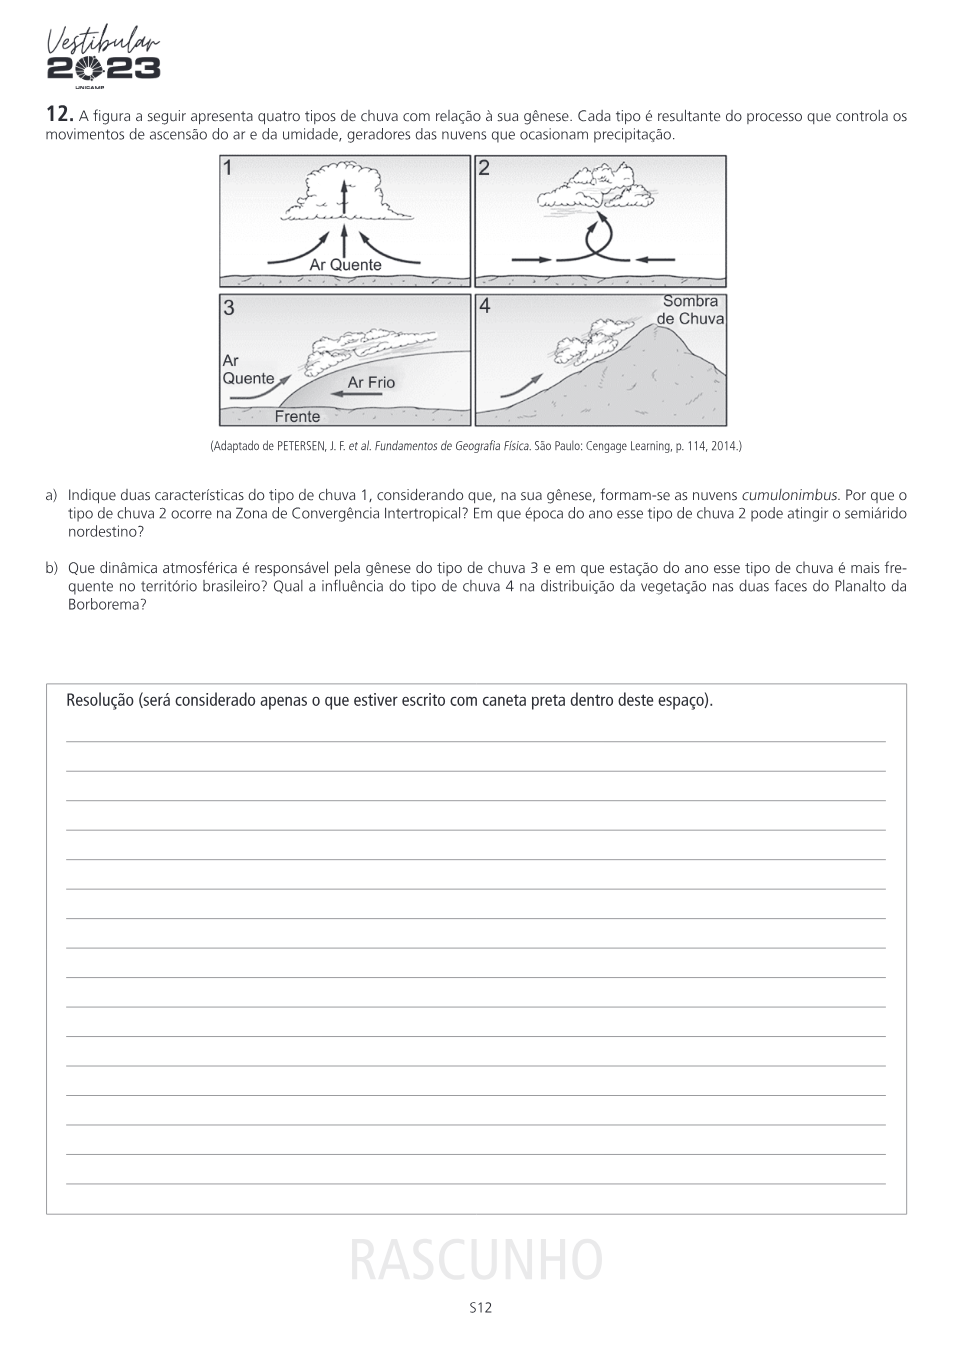 Vestibular
2023
UNICAMP
12. A figura a seguir apresenta quatro tipos de chuva com relação à sua gênese. Cada tipo é resultante do processo que controla os
movimentos de ascensão do ar e da umidade, geradores das nuvens que ocasionam precipitação.
1
2
Ar Quente
3
4
Sombra
de Chuva
Ar
Quente
Ar Frio
Frente
(Adaptado de PETERSEN, J. F. et al. Fundamentos de Geografia Física. São Paulo: Cengage Learning, p. 114, 2014.)
a) Indique duas características do tipo de chuva 1, considerando que, na sua gênese, formam-se as nuvens cumulonimbus. Por que o
tipo de chuva 2 ocorre na Zona de Convergência Intertropical? Em que época do ano esse tipo de chuva 2 pode atingir o semiárido
nordestino?
b) Que dinâmica atmosférica é responsável pela gênese do tipo de chuva 3 e em que estação do ano esse tipo de chuva é mais fre-
quente no território brasileiro? Qual a influência do tipo de chuva 4 na distribuição da vegetação nas duas faces do Planalto da
Borborema?
Resolução (será considerado apenas o que estiver escrito com caneta preta dentro deste espaço).
RASCUNHO
S12